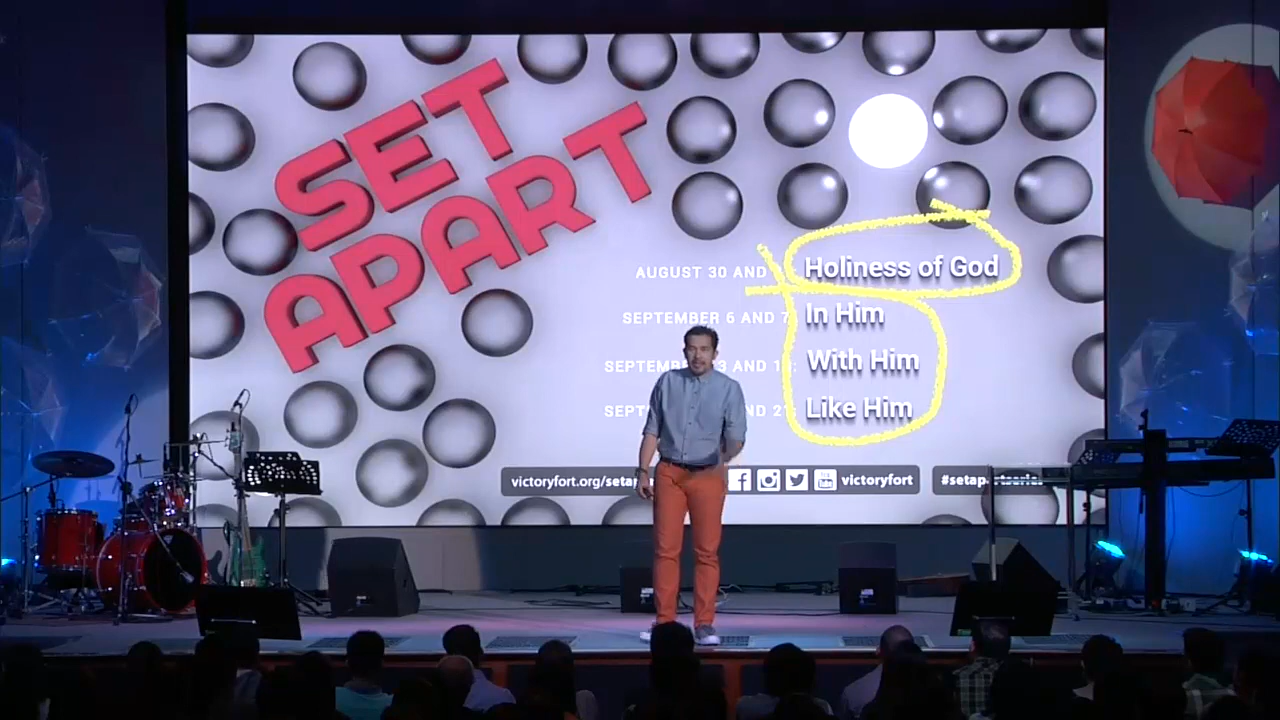 SET
APART
AUGUST 30 AND
Holiness of God
SEPTEMBER 6 AND 7
In Him
With Him
Like Him
victoryfort.org/setap
victoryfort
#setapartseries